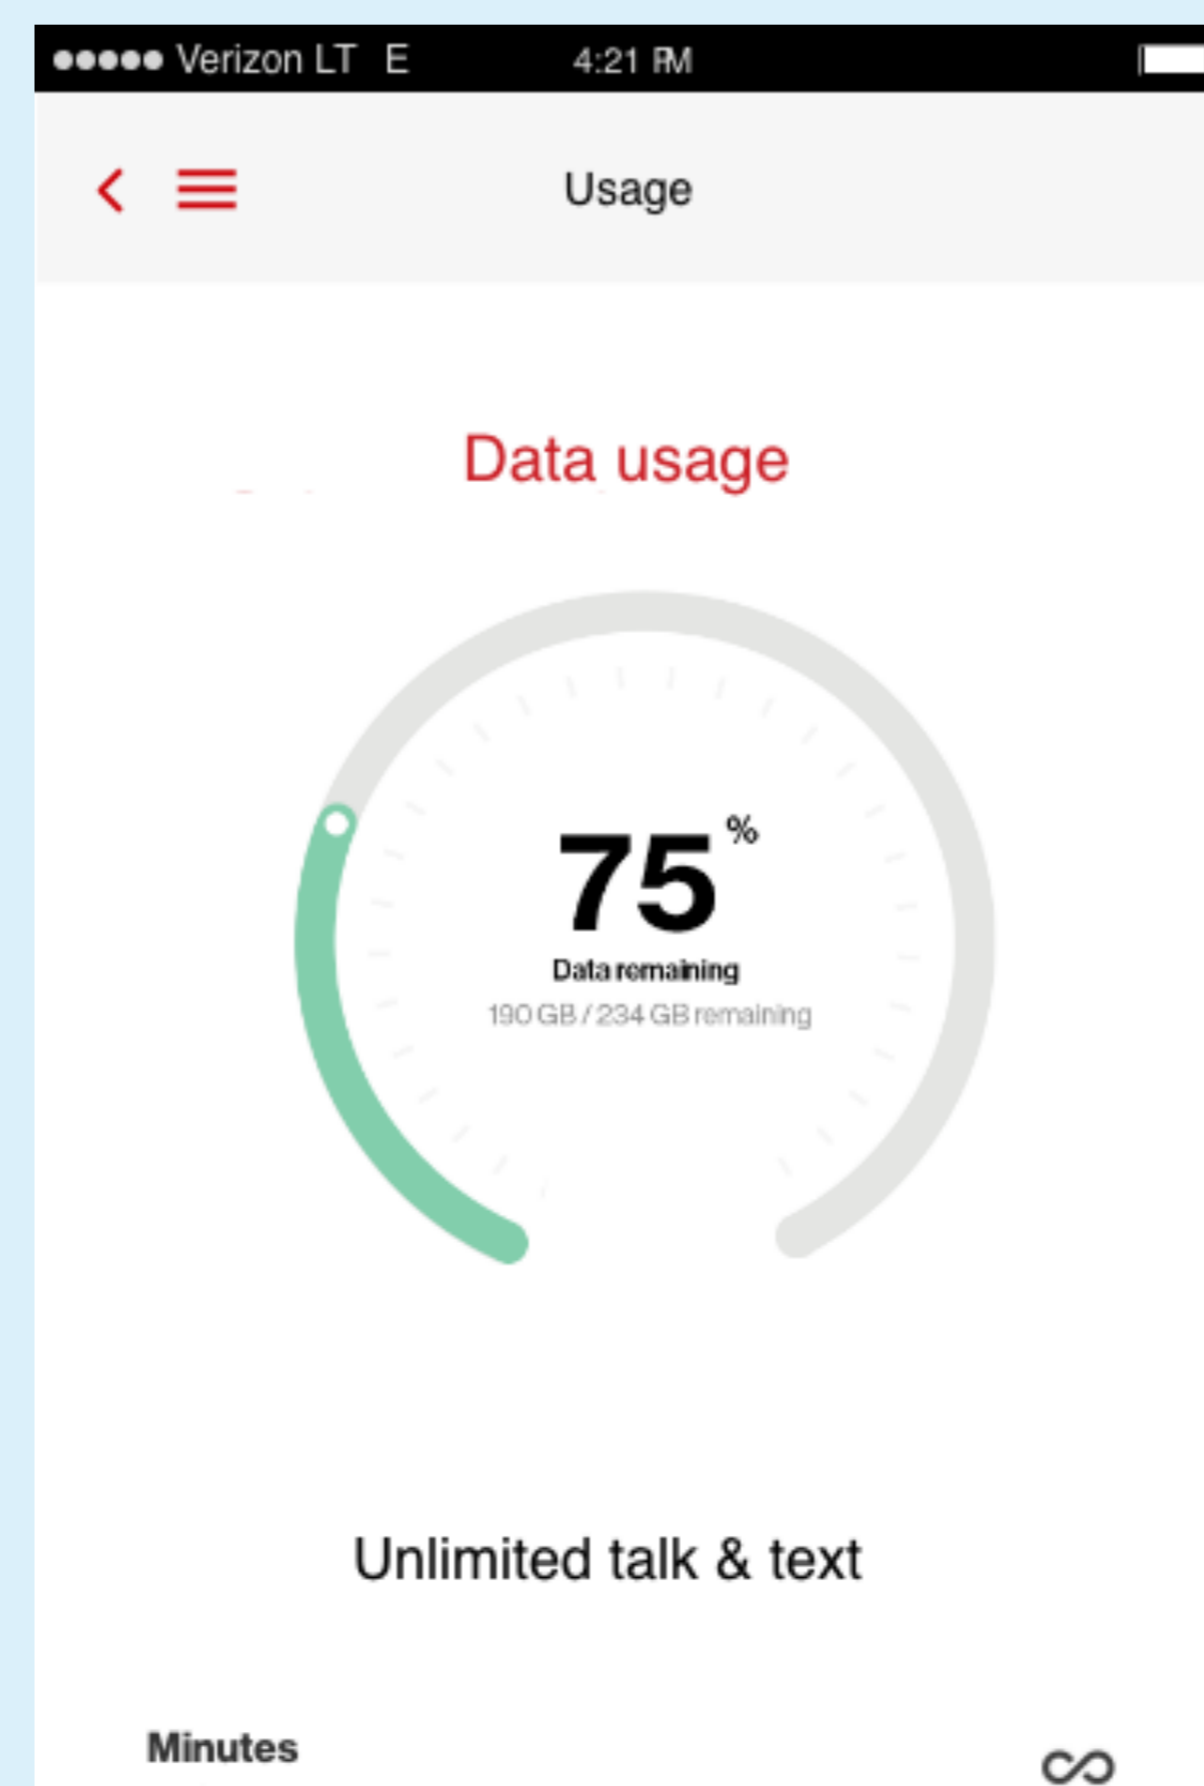 Verizon LT E 4:21 PM
Usage
Data usage
75%
Data remaining
190 GB / 234 GB remaining
Unlimited talk & text
Minutes